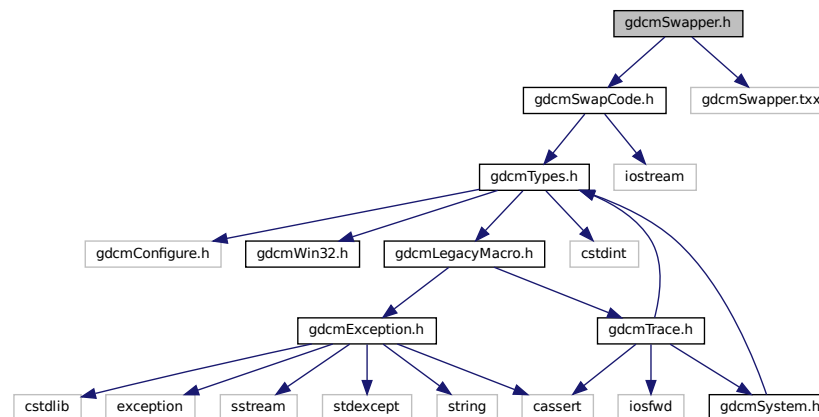 gdcmSwapper.h
gdcmSwapCode.h
gdcmSwapper.txx
gdcmTypes.h
iostream
gdcmConfigure.h
gdcmWin32.h
gdcmLegacyMacro.h
cstdint
gdcmException.h
gdcmTrace.h
cstdlib
exception
sstream
stdexcept
string
cassert
iosfwd
gdcmSystem.h